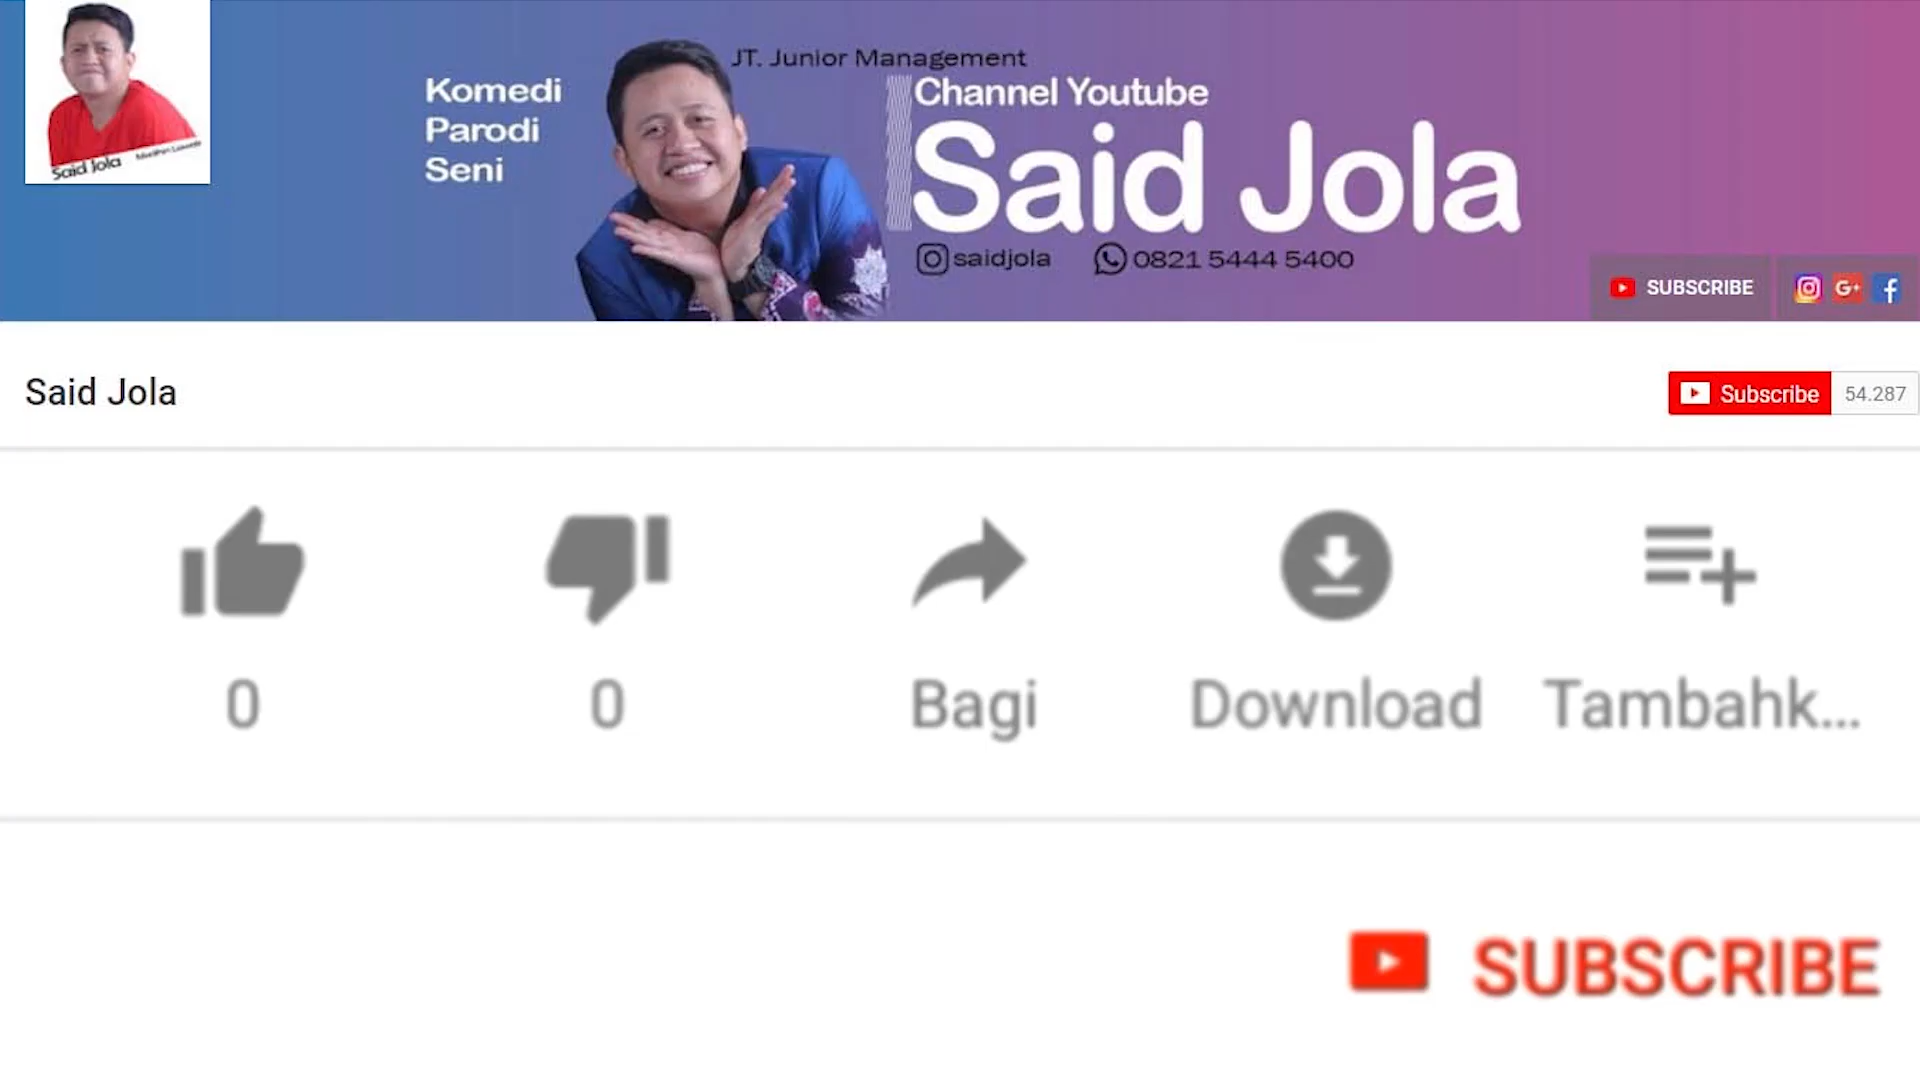 Said Jola
JT. Junior Management
Komedi
Parodi
Seni
Channel Youtube
Said Jola
saidjola
0821 5444 5400
SUBSCRIBE
Said Jola
Subscribe
54.287
0
0
Bagi
Download
Tambahk...
SUBSCRIBE